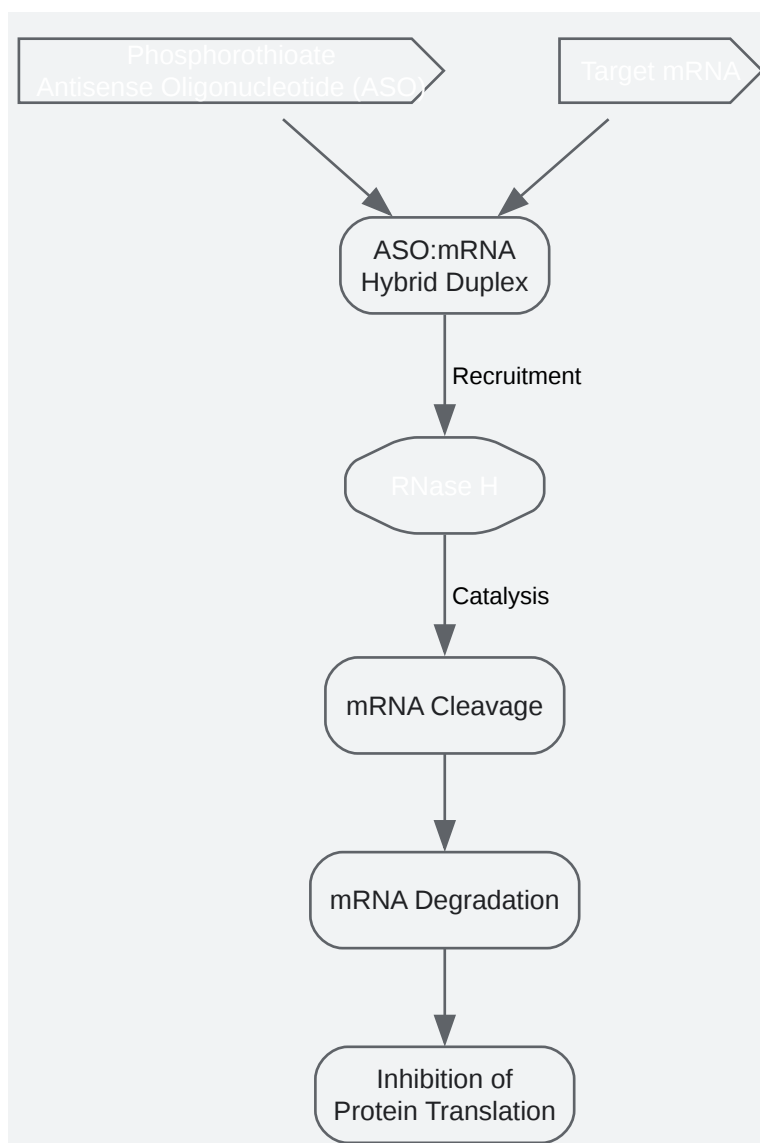 Phosphorothioate
Antisense Oligonucleotide (ASO)
Target mRNA
ASO:mRNA
Hybrid Duplex
Recruitment
RNase H
Catalysis
mRNA Cleavage
mRNA Degradation
Inhibition of
Protein Translation